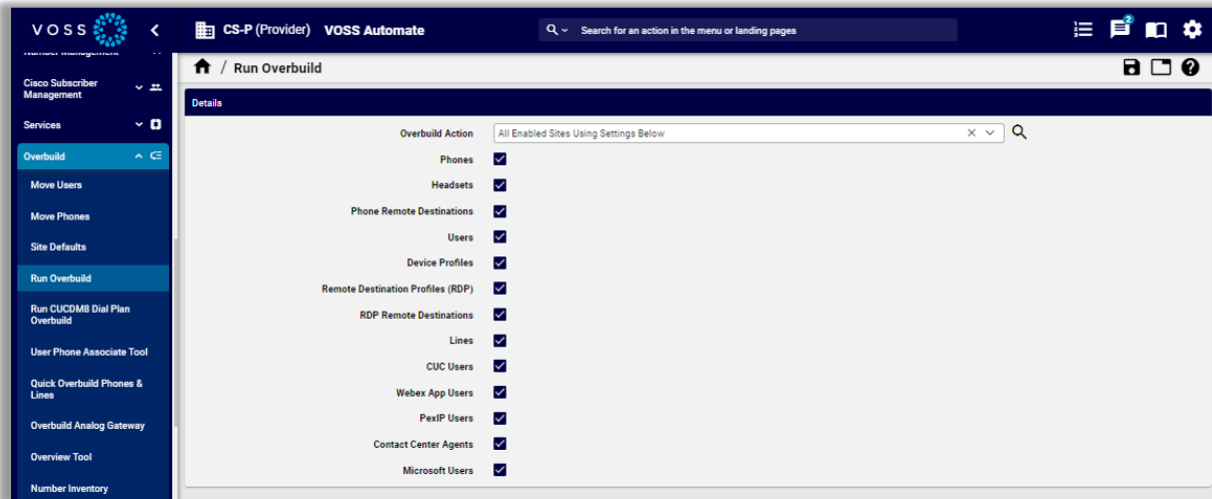 VOSS
CS-P (Provider) VOSS Automate
Search for an action in the menu or landing pages
2
Number Management
Cisco Subscriber
Management
Services
Overbuild
Move Users
Move Phones
Site Defaults
Run Overbuild
Run CUCDM8 Dial Plan
Overbuild
User Phone Associate Tool
Quick Overbuild Phones &
Lines
Overbuild Analog Gateway
Overview Tool
Number Inventory
/ Run Overbuild
Details
Overbuild Action All Enabled Sites Using Settings Below
Phones
Headsets
Phone Remote Destinations
Users
Device Profiles
Remote Destination Profiles (RDP)
RDP Remote Destinations
Lines
CUC Users
Webex App Users
PexIP Users
Contact Center Agents
Microsoft Users